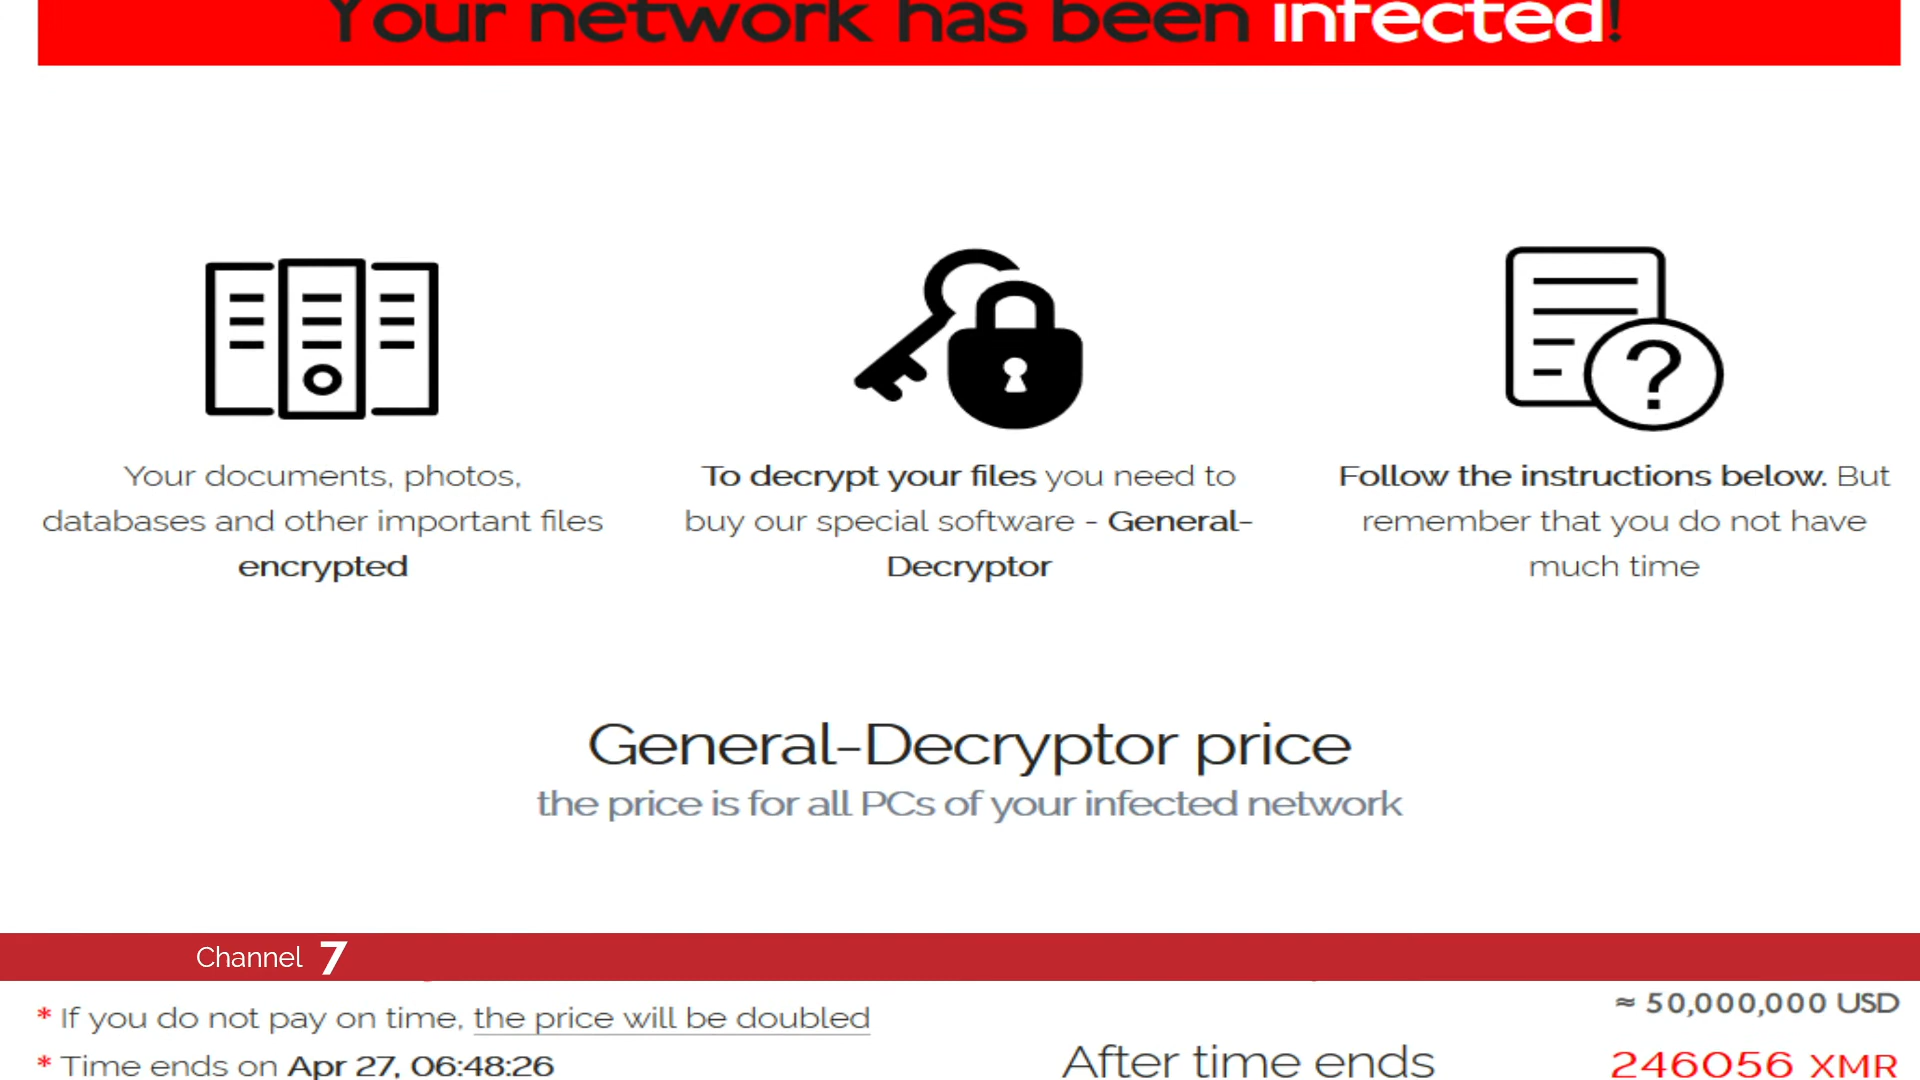 Your network has been infected!
Your documents, photos,
databases and other important files
encrypted
To decrypt your files you need to
buy our special software - General-
Decryptor
Follow the instructions below. But
remember that you do not have
much time
?
General-Decryptor price
the price is for all PCs of your infected network
Channel 7
* If you do not pay on time, the price will be doubled
* Time ends on Apr 27, 06:48:26
≈ 50,000,000 USD
After time ends
246056 XMR